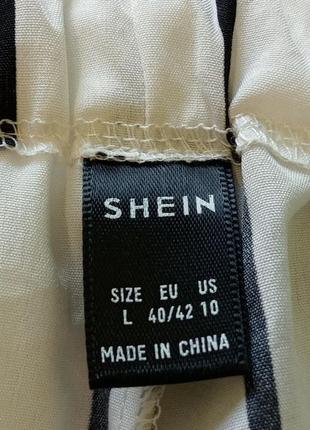 SHEIN
SIZE EU US
L 40/42 10
MADE IN CHINA